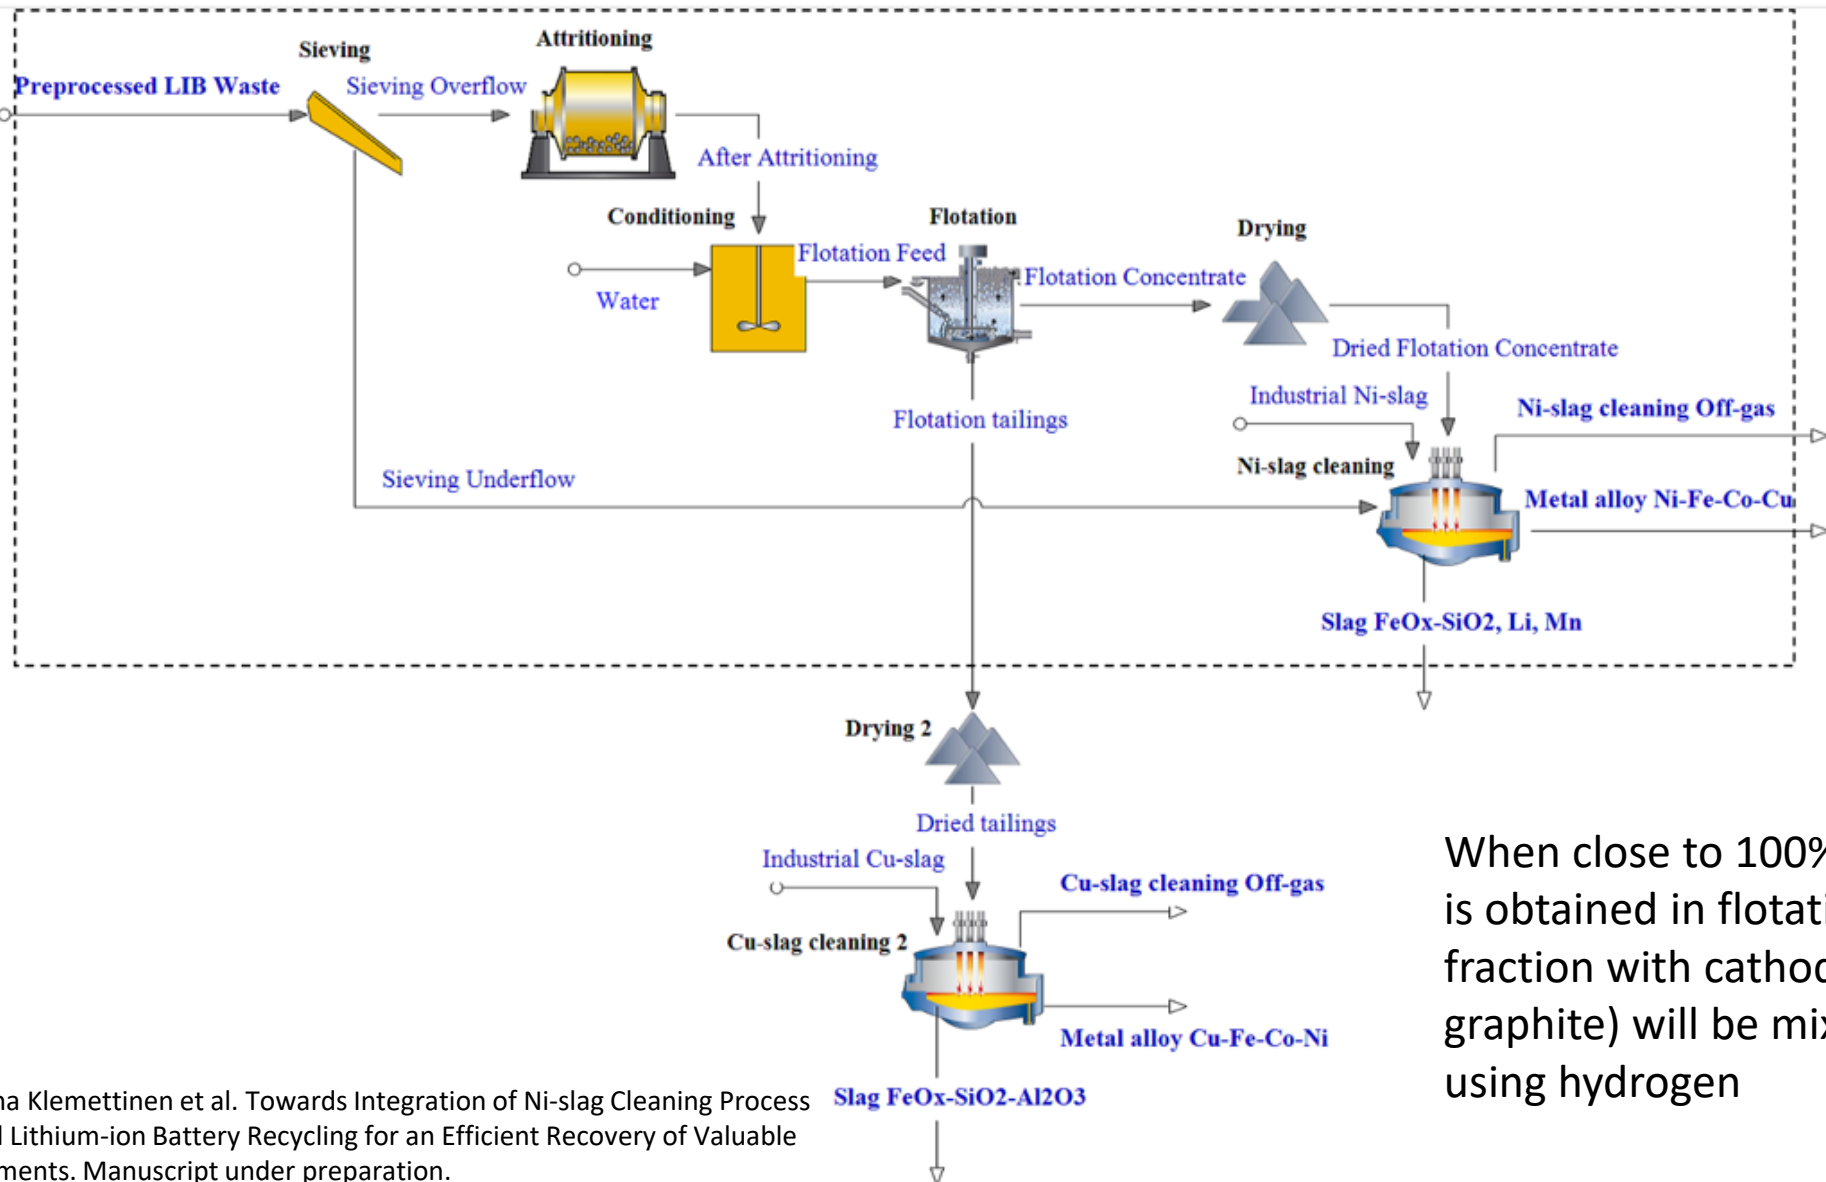 Sieving
Attritioning
Preprocessed LIB Waste
Sieving Overflow
After Attritioning
Conditioning
Flotation
Drying
Flotation Feed
Flotation Concentrate
Water
Dried Flotation Concentrate
Industrial Ni-slag
Ni-slag cleaning Off-gas
Flotation tailings
Ni-slag cleaning
Sieving Underflow
Metal alloy Ni-Fe-Co-Cu
Slag FeOx-SiO2, Li, Mn
Drying 2
Dried tailings
Industrial Cu-slag
Cu-slag cleaning Off-gas
Cu-slag cleaning 2
Metal alloy Cu-Fe-Co-Ni
Slag FeOx-SiO2-Al2O3
When close to 100%
is obtained in flotati
fraction with cathod
graphite) will be mix
using hydrogen
na Klemettinen et al. Towards Integration of Ni-slag Cleaning Process
d Lithium-ion Battery Recycling for an Efficient Recovery of Valuable
ments. Manuscript under preparation.